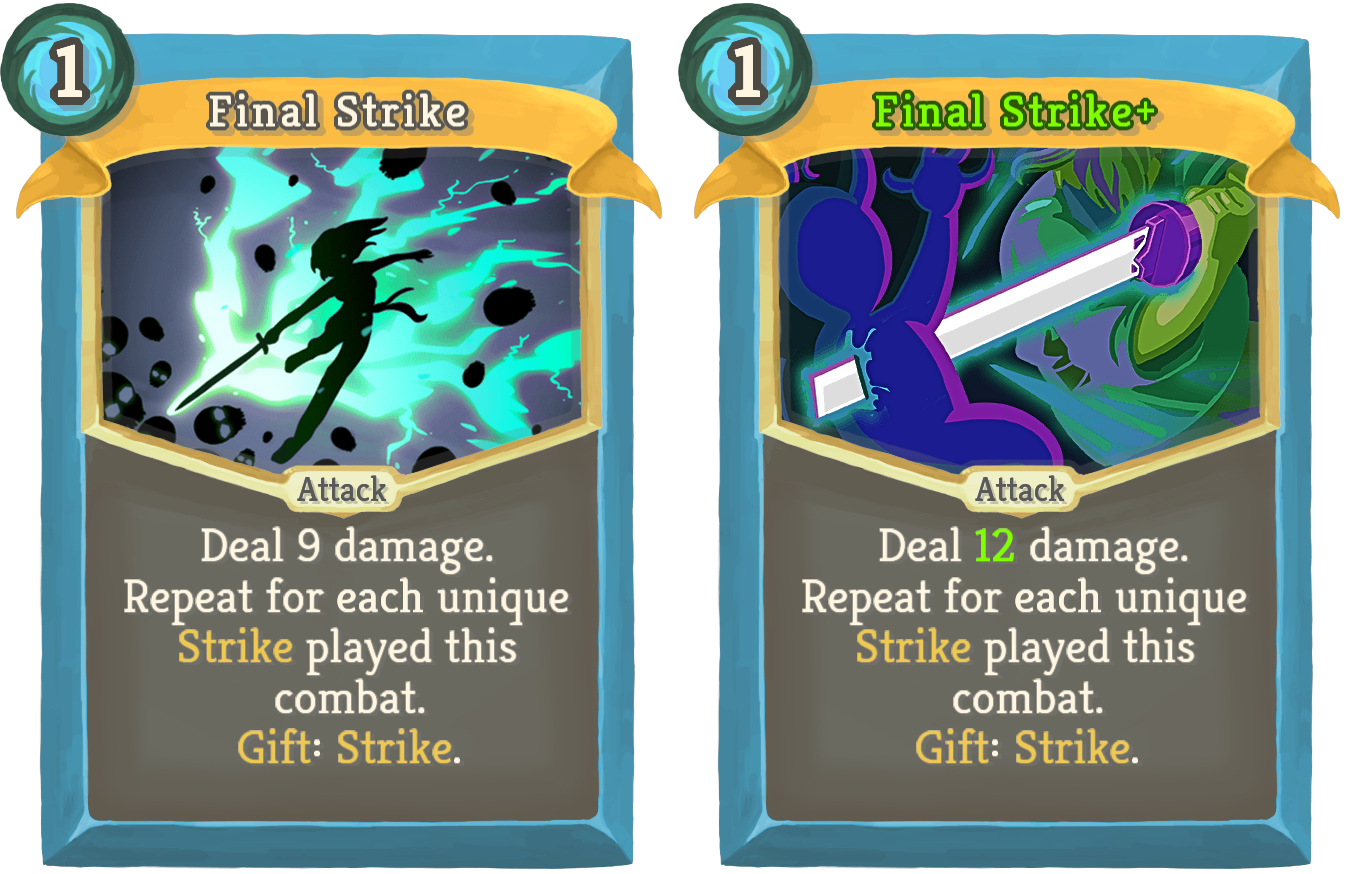 1
Final Strike
Attack
Deal 9 damage.
Repeat for each unique
Strike played this
combat.
Gift: Strike.
1
Final Strike+
Attack
Deal 12 damage.
Repeat for each unique
Strike played this
combat.
Gift: Strike.